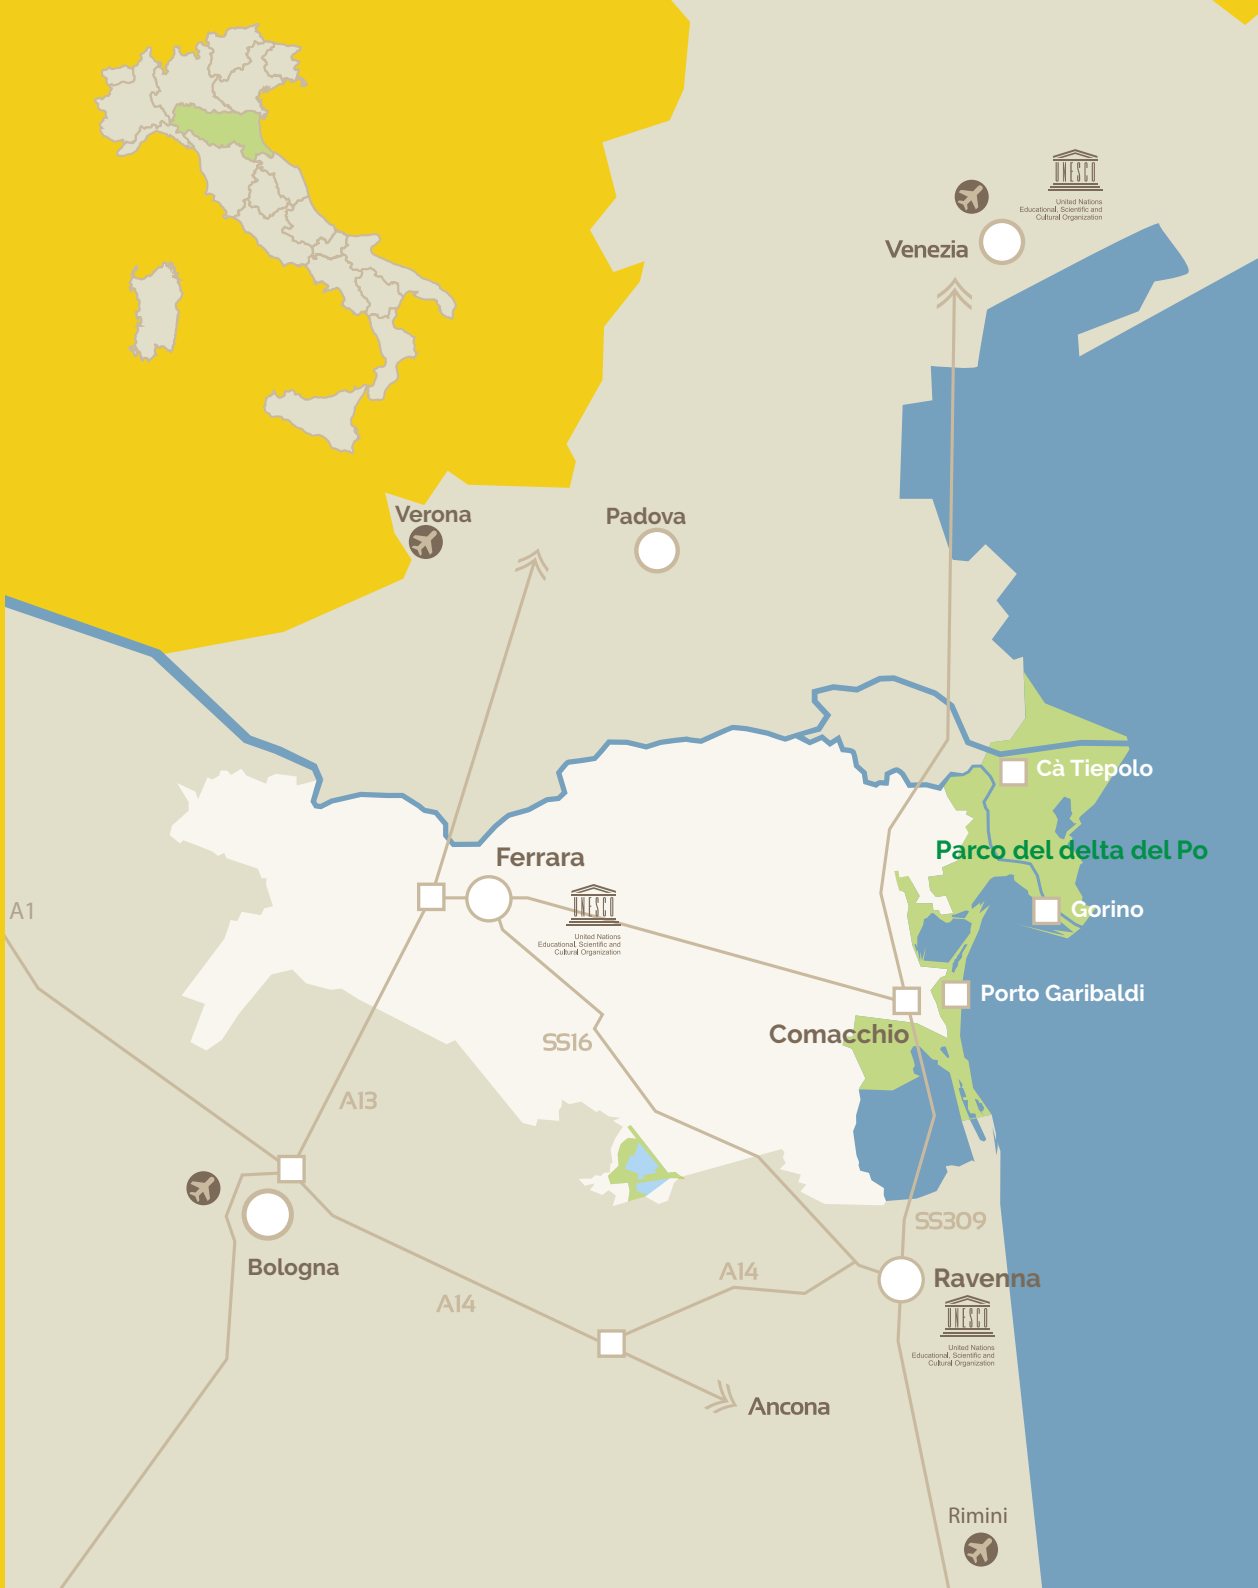 UNESCO
United Nations
Educational, Scientific and
Cultural Organization
Venezia
Verona
Padova
Cà Tiepolo
Parco del delta del Po
Ferrara
UNESCO
United Nations
Educational, Scientific and
Cultural Organization
A1
Gorino
Porto Garibaldi
Comacchio
SS16
A13
SS309
Bologna
A14
A14
Ravenna
UNESCO
United Nations
Educational, Scientific and
Cultural Organization
Ancona
Rimini